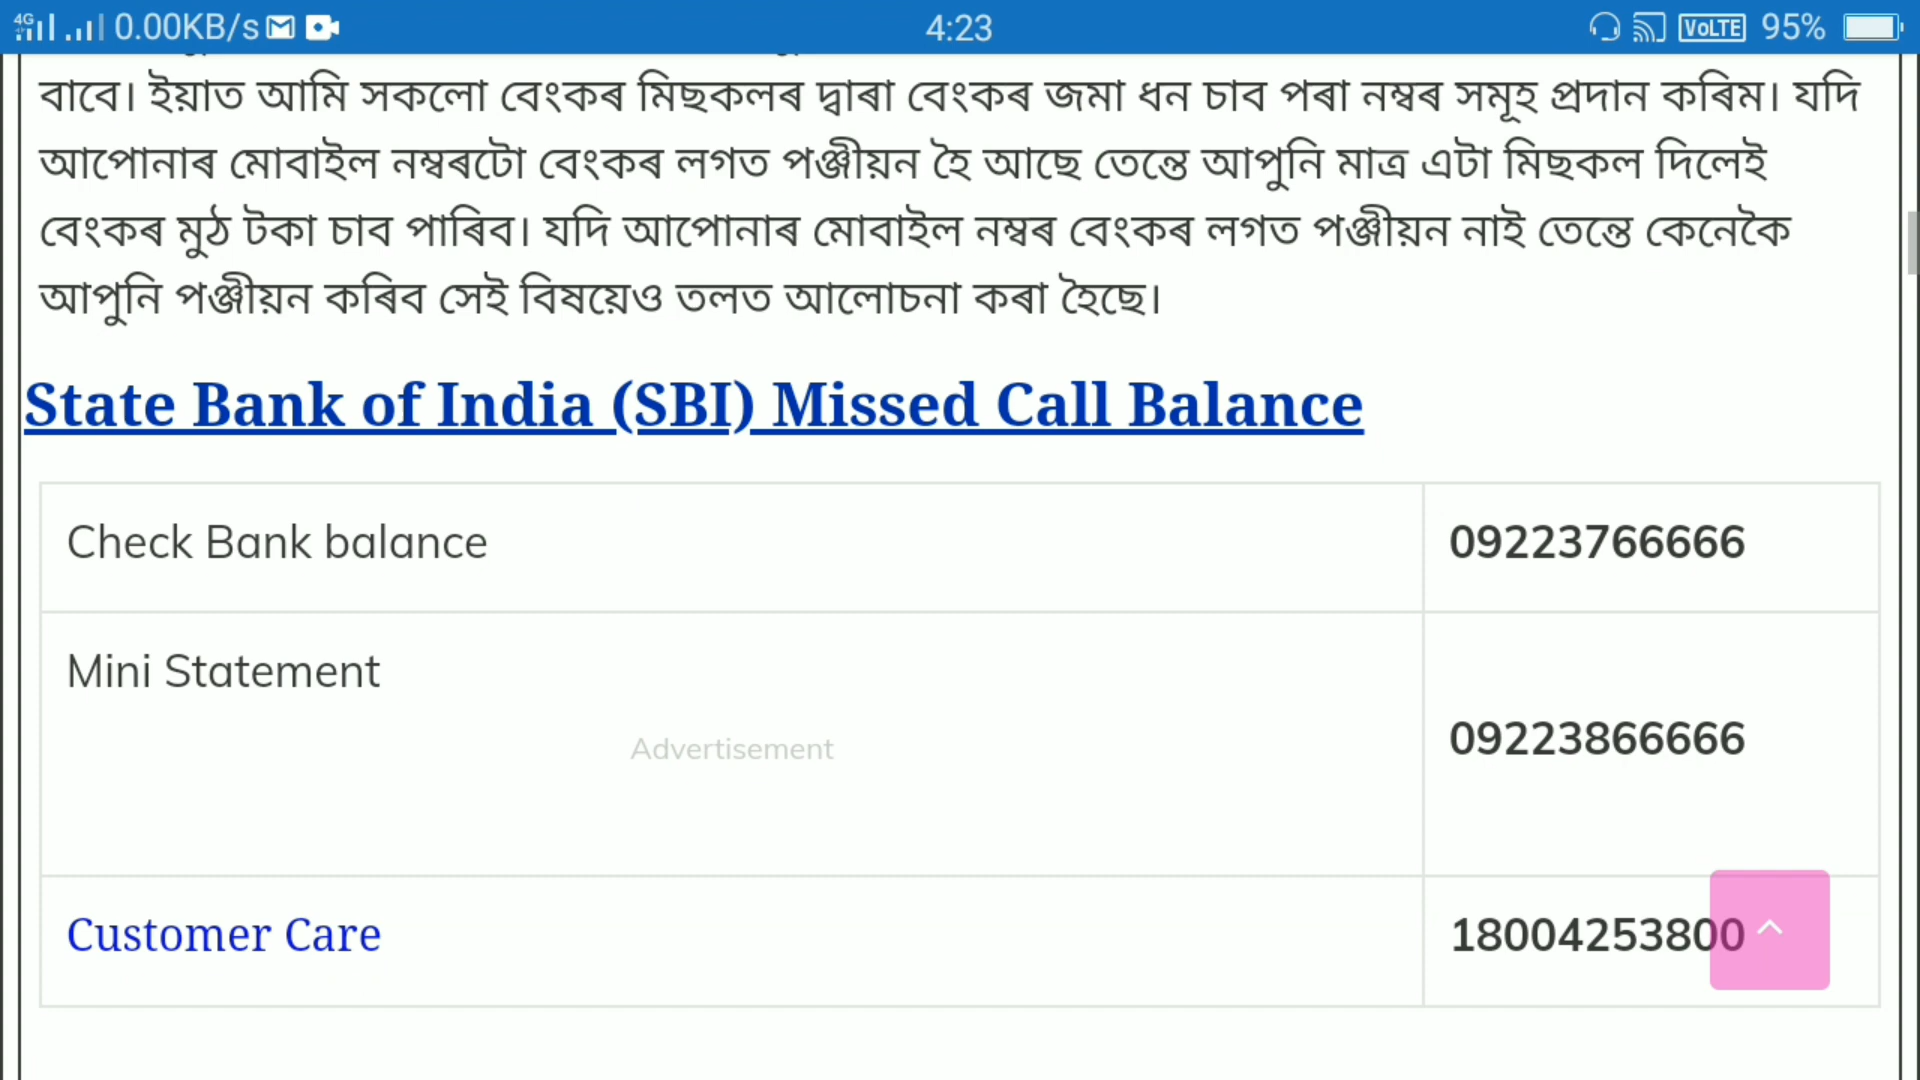 4G 0.00KB/s 4:23 VoLTE 95%
বাবে। ইয়াত আমি সকলো বেংকৰ মিছকলৰ দ্বাৰা বেংকৰ জমা ধন চাব পৰা নম্বৰ সমূহ প্ৰদান কৰিম। যদি
আপোনাৰ মোবাইল নম্বৰটো বেংকৰ লগত পঞ্জীয়ন হৈ আছে তেন্তে আপুনি মাত্ৰ এটা মিছকল দিলেই
বেংকৰ মুঠ টকা চাব পাৰিব। যদি আপোনাৰ মোবাইল নম্বৰ বেংকৰ লগত পঞ্জীয়ন নাই তেন্তে কেনেকৈ
আপুনি পঞ্জীয়ন কৰিব সেই বিষয়েও তলত আলোচনা কৰা হৈছে।
State Bank of India (SBI) Missed Call Balance
Check Bank balance 09223766666
Mini Statement
Advertisement
09223866666
Customer Care 18004253800